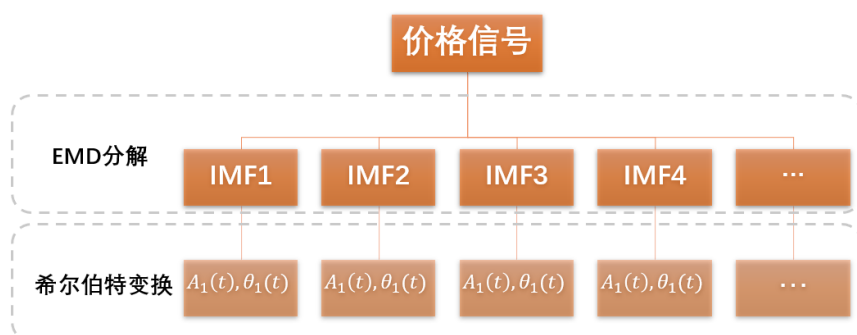 价格信号
EMD分解
IMF1
IMF2
IMF3
IMF4
...
希尔伯特变换
A₁(t),θ₁(t)
A₁(t),θ₁(t)
A₁(t),θ₁(t)
A₁(t),θ₁(t)
...